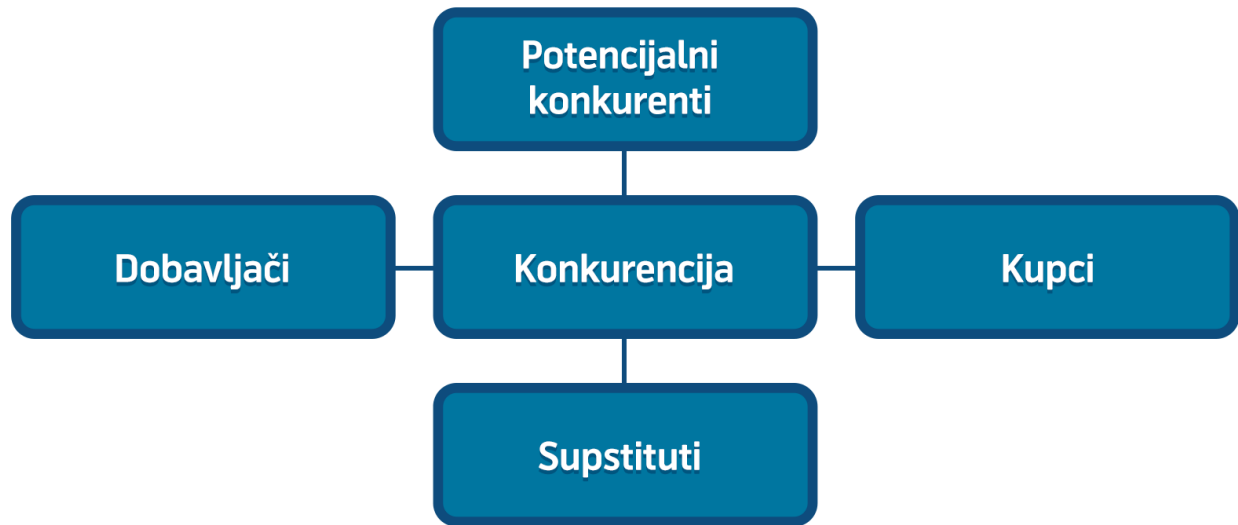 Potencijalni
konkurenti
Dobavljači
Konkurencija
Kupci
Supstituti